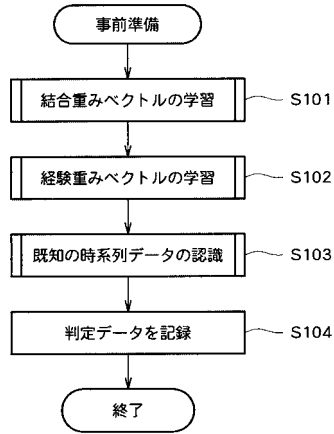 事前準備
結合重みベクトルの学習 S101
経験重みベクトルの学習 S102
既知の時系列データの認識 S103
判定データを記録 S104
終了